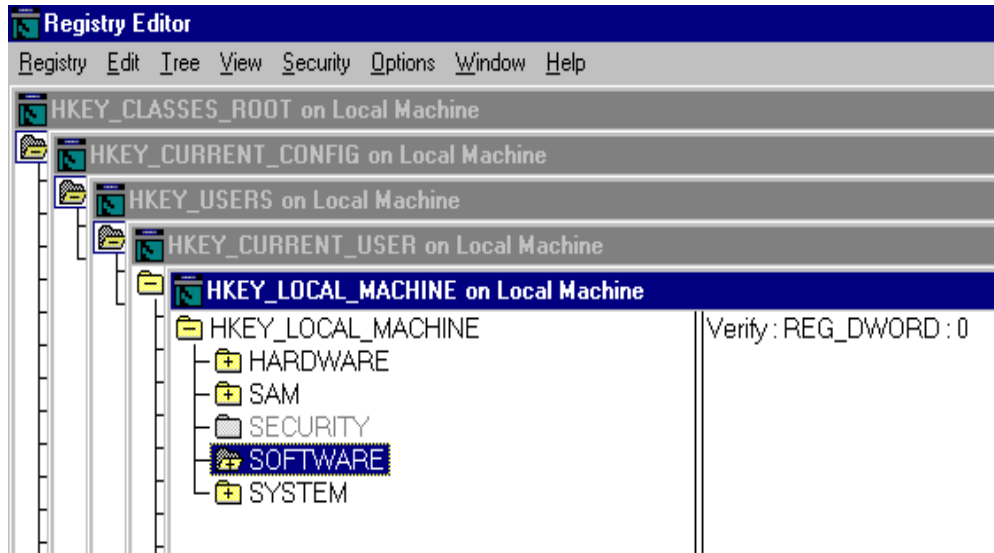 Registry Editor
Registry Edit Tree View Security Options Window Help
HKEY_CLASSES_ROOT on Local Machine
HKEY_CURRENT_CONFIG on Local Machine
HKEY_USERS on Local Machine
HKEY_CURRENT_USER on Local Machine
HKEY_LOCAL_MACHINE on Local Machine
HKEY_LOCAL_MACHINE
Verify : REG_DWORD : 0
HARDWARE
SAM
SECURITY
SOFTWARE
SYSTEM